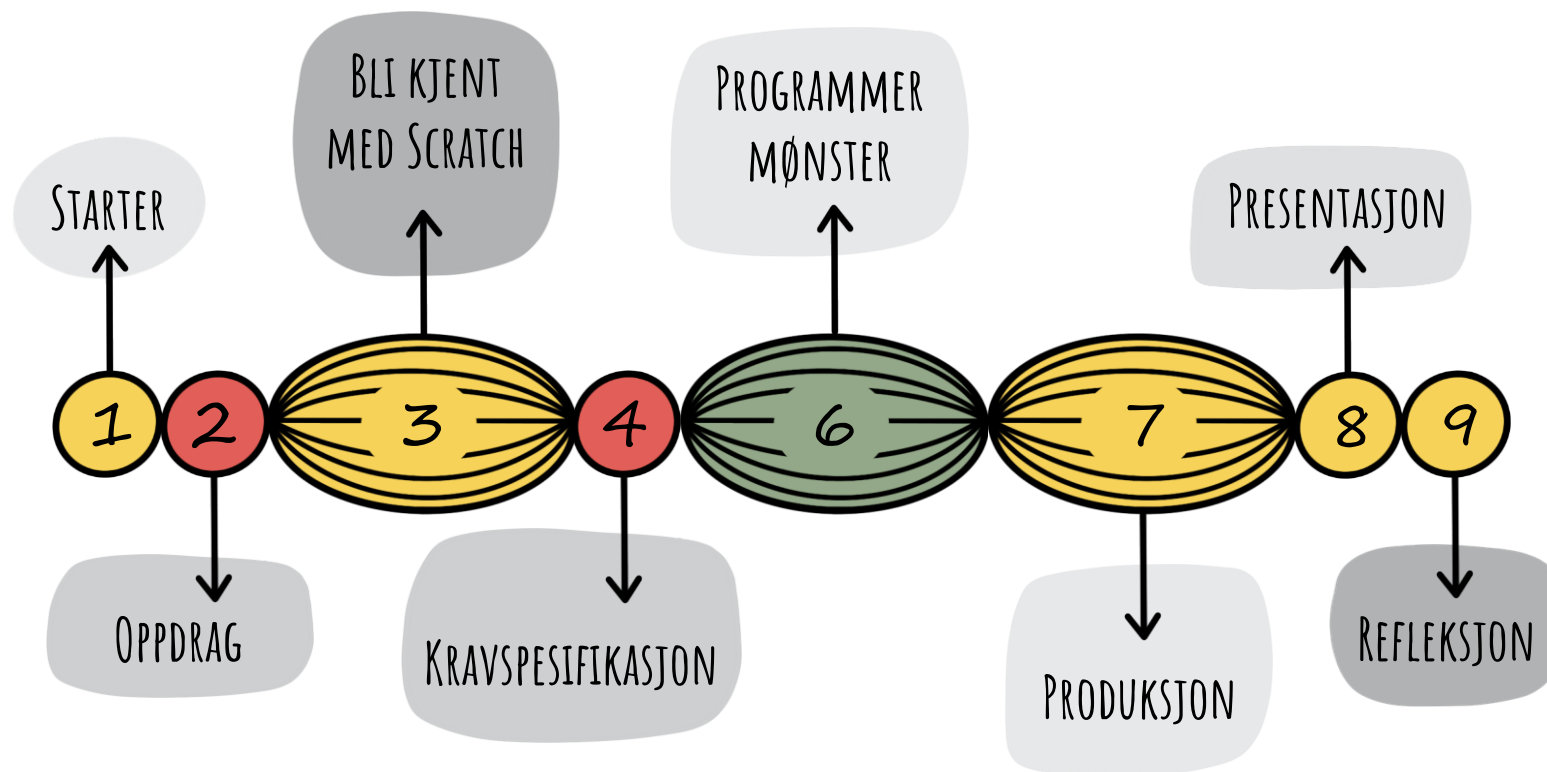 Bli kjent
med Scratch
Programmer
mønster
Starter
Presentasjon
1
2
3
4
6
7
8
9
Oppdrag
Kravspesifikasjon
Produksjon
Refleksjon